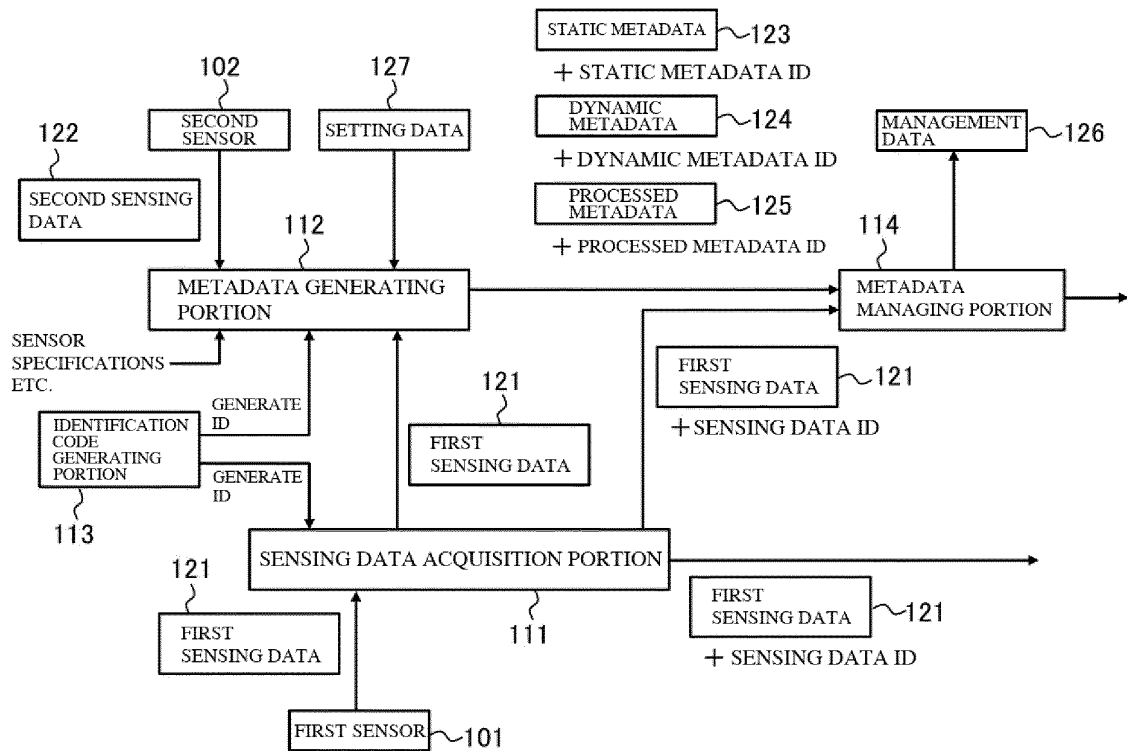 STATIC METADATA
123
+ STATIC METADATA ID
102
127
SECOND
SENSOR
SETTING DATA
DYNAMIC
METADATA
124
+ DYNAMIC METADATA ID
MANAGEMENT
DATA
126
122
SECOND SENSING
DATA
PROCESSED
METADATA
125
+ PROCESSED METADATA ID
112
114
METADATA GENERATING
PORTION
METADATA
MANAGING PORTION
SENSOR
SPECIFICATIONS
ETC.
GENERATE
ID
IDENTIFICATION
CODE
GENERATING
PORTION
113
GENERATE
ID
121
FIRST
SENSING DATA
FIRST
SENSING DATA
121
+ SENSING DATA ID
SENSING DATA ACQUISITION PORTION
111
121
FIRST
SENSING DATA
FIRST
SENSING DATA
121
+ SENSING DATA ID
FIRST SENSOR
101